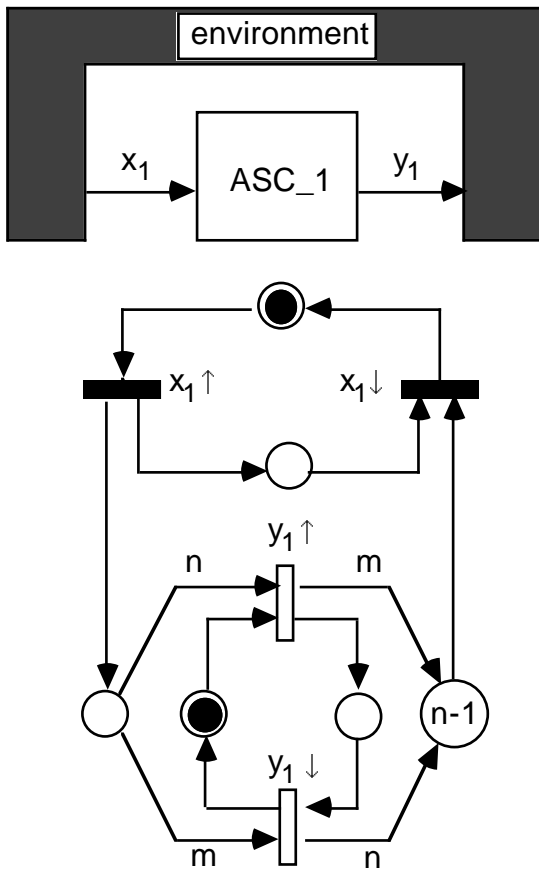 environment
x₁ ASC_1 y₁
x₁↑ x₁↓
y₁↑
n m
n-1
y₁↓
m n